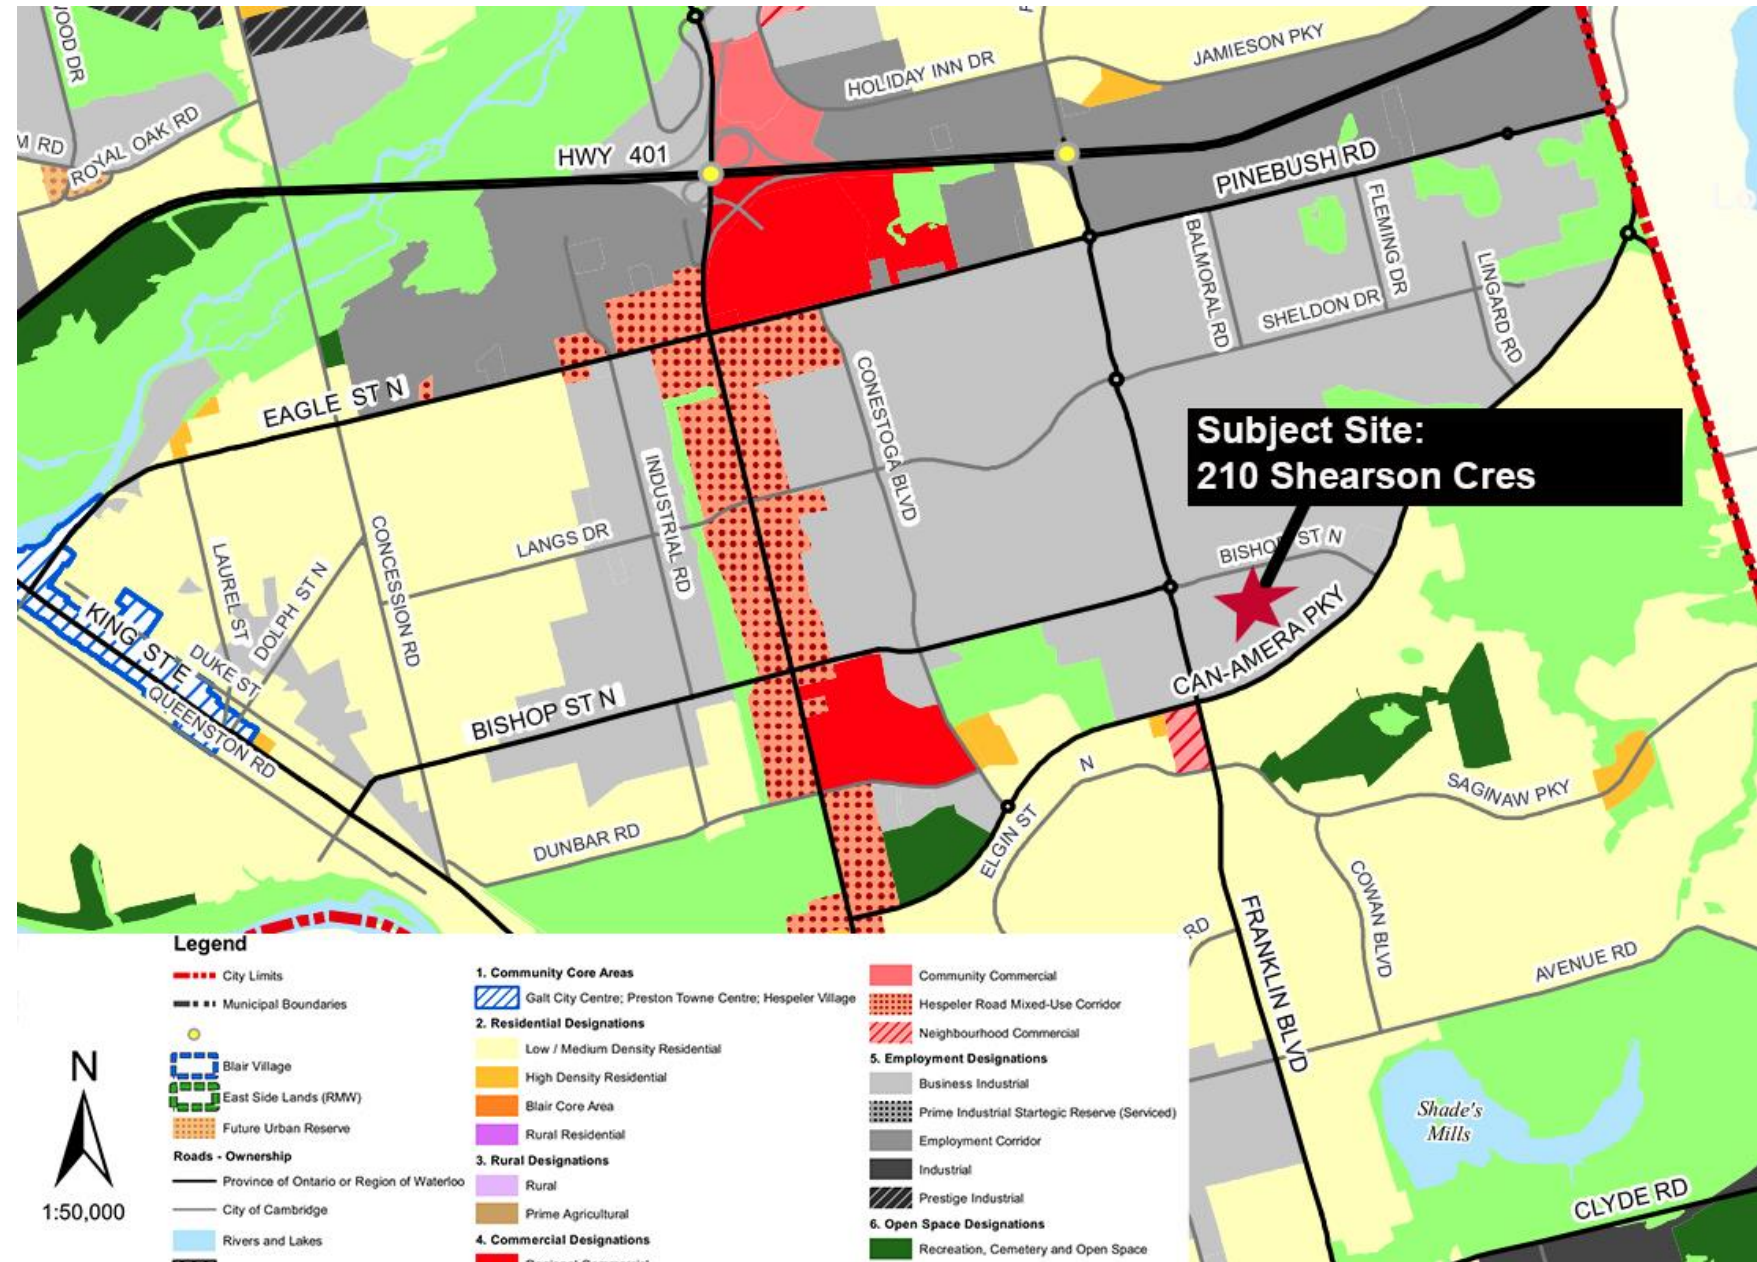 WOOD DR
M RD
ROYAL OAK RD
HWY 401
HOLIDAY INN DR
JAMIESON PKY
PINEBUSH RD
BALMORAL RD
FLEMING DR
LINGARD RD
SHELDON DR
EAGLE ST N
CONESTOGA BLVD
INDUSTRIAL RD
LANGS DR
CONCESSION RD
LAUREL ST
DOLPH ST N
DUKE ST
KING ST E
QUEENSTON RD
BISHOP ST N
DUNBAR RD
Subject Site:
210 Shearson Cres
BISHOP ST N
CAN-AMERA PKY
N
ELGIN ST
SAGINAW PKY
COWAN BLVD
RD
FRANKLIN BLVD
AVENUE RD
Shade's
Mills
CLYDE RD
N
1:50,000
Legend
City Limits
Municipal Boundaries
Blair Village
East Side Lands (RMW)
Future Urban Reserve
Roads - Ownership
Province of Ontario or Region of Waterloo
City of Cambridge
Rivers and Lakes
1. Community Core Areas
Galt City Centre; Preston Towne Centre; Hespeler Village
2. Residential Designations
Low / Medium Density Residential
High Density Residential
Blair Core Area
Rural Residential
3. Rural Designations
Rural
Prime Agricultural
4. Commercial Designations
Community Commercial
Hespeler Road Mixed-Use Corridor
Neighbourhood Commercial
5. Employment Designations
Business Industrial
Prime Industrial Startegic Reserve (Serviced)
Employment Corridor
Industrial
Prestige Industrial
6. Open Space Designations
Recreation, Cemetery and Open Space